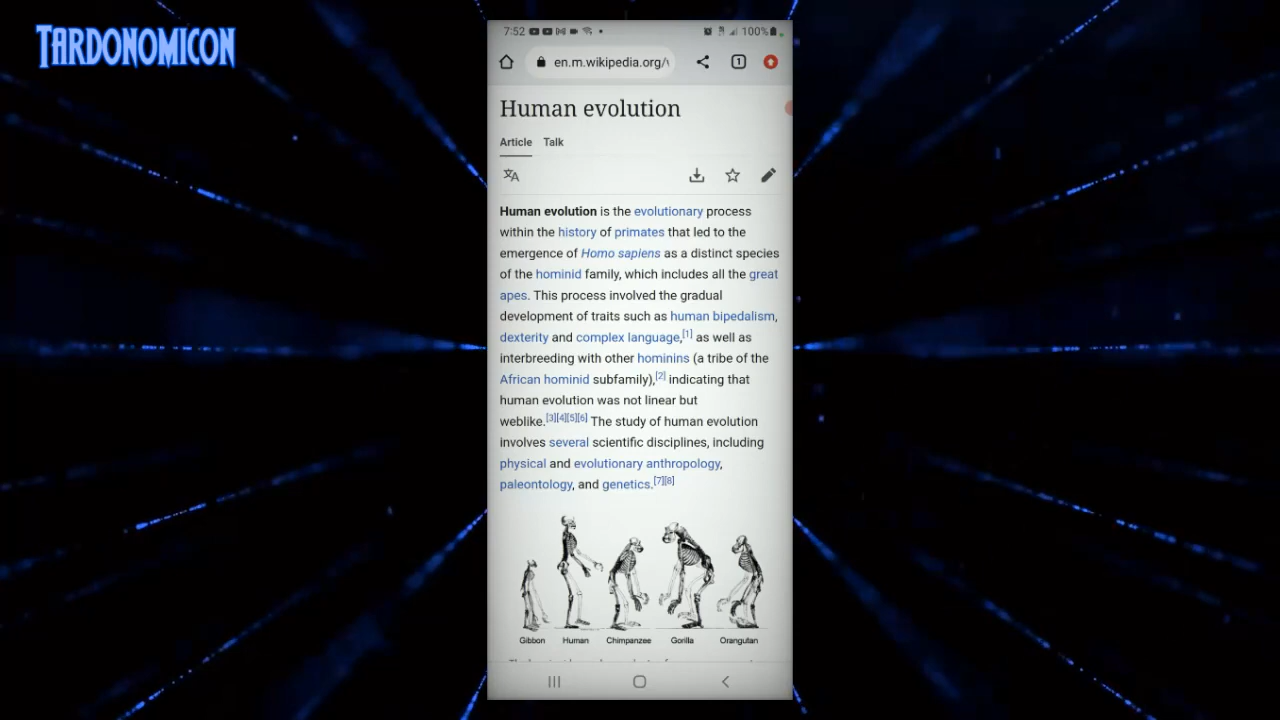 TARDONOMICON
7:52
100%
en.m.wikipedia.org/
1
Human evolution
Article Talk
Human evolution is the evolutionary process
within the history of primates that led to the
emergence of Homo sapiens as a distinct species
of the hominid family, which includes all the great
apes. This process involved the gradual
development of traits such as human bipedalism,
dexterity and complex language,[1] as well as
interbreeding with other hominins (a tribe of the
African hominid subfamily),[2] indicating that
human evolution was not linear but
weblike.[3][4][5][6] The study of human evolution
involves several scientific disciplines, including
physical and evolutionary anthropology,
paleontology, and genetics.[7][8]
Gibbon Human Chimpanzee Gorilla Orangutan